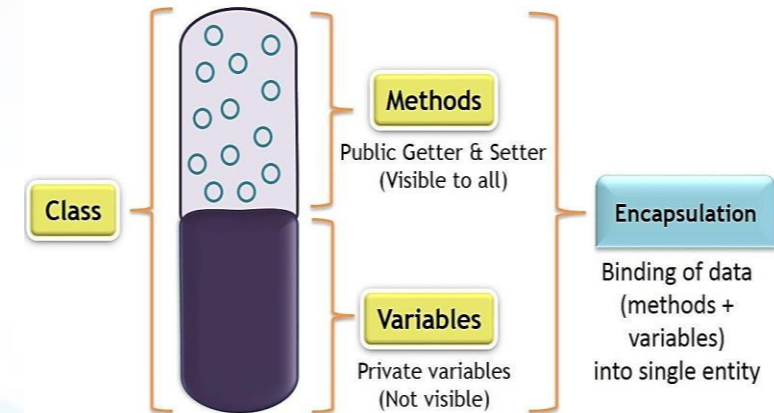 Class
Methods
Public Getter & Setter
(Visible to all)
Variables
Private variables
(Not visible)
Encapsulation
Binding of data
(methods +
variables)
into single entity